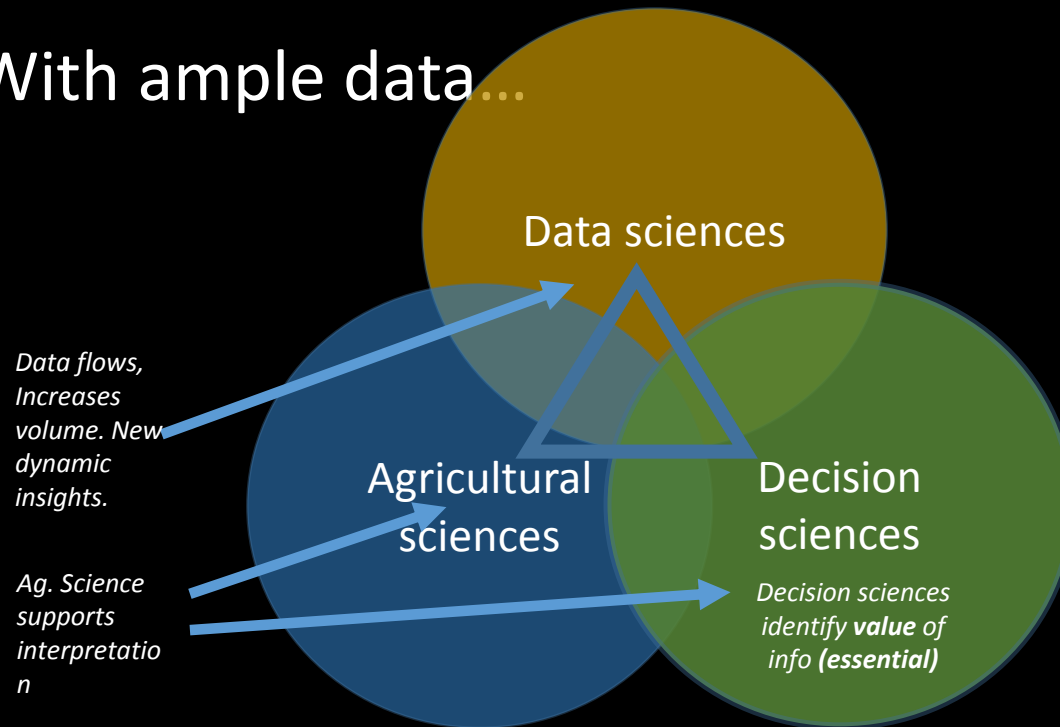 With ample data...
Data sciences
Data flows,
Increases
volume. New
dynamic
insights.
Agricultural
sciences
Decision
sciences
Ag. Science
supports
interpretatio
n
Decision sciences
identify value of
info (essential)